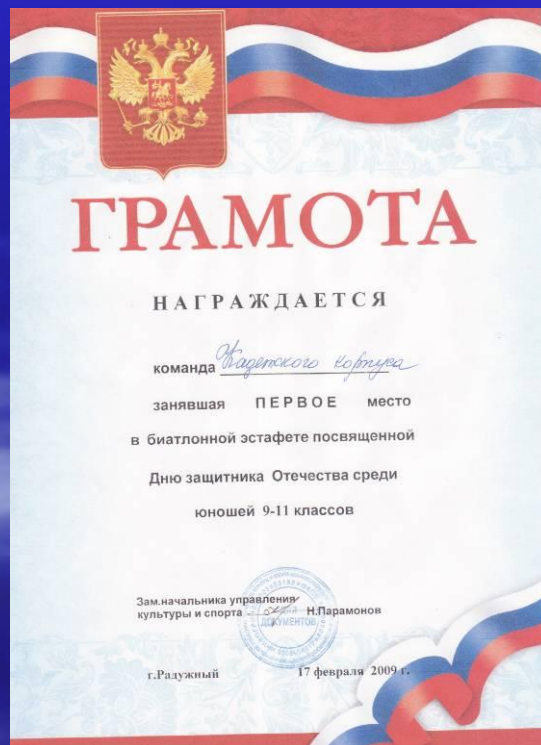 ГРАМОТА
НАГРАЖДАЕТСЯ
команда Кадетского корпуса
занявшая ПЕРВОЕ место
в биатлонной эстафете посвященной
Дню защитника Отечества среди
юношей 9-11 классов
Зам.начальника управления
культуры и спорта Н.Парамонов
ДОКУМЕНТОВ
г.Радужный 17 февраля 2009 г.